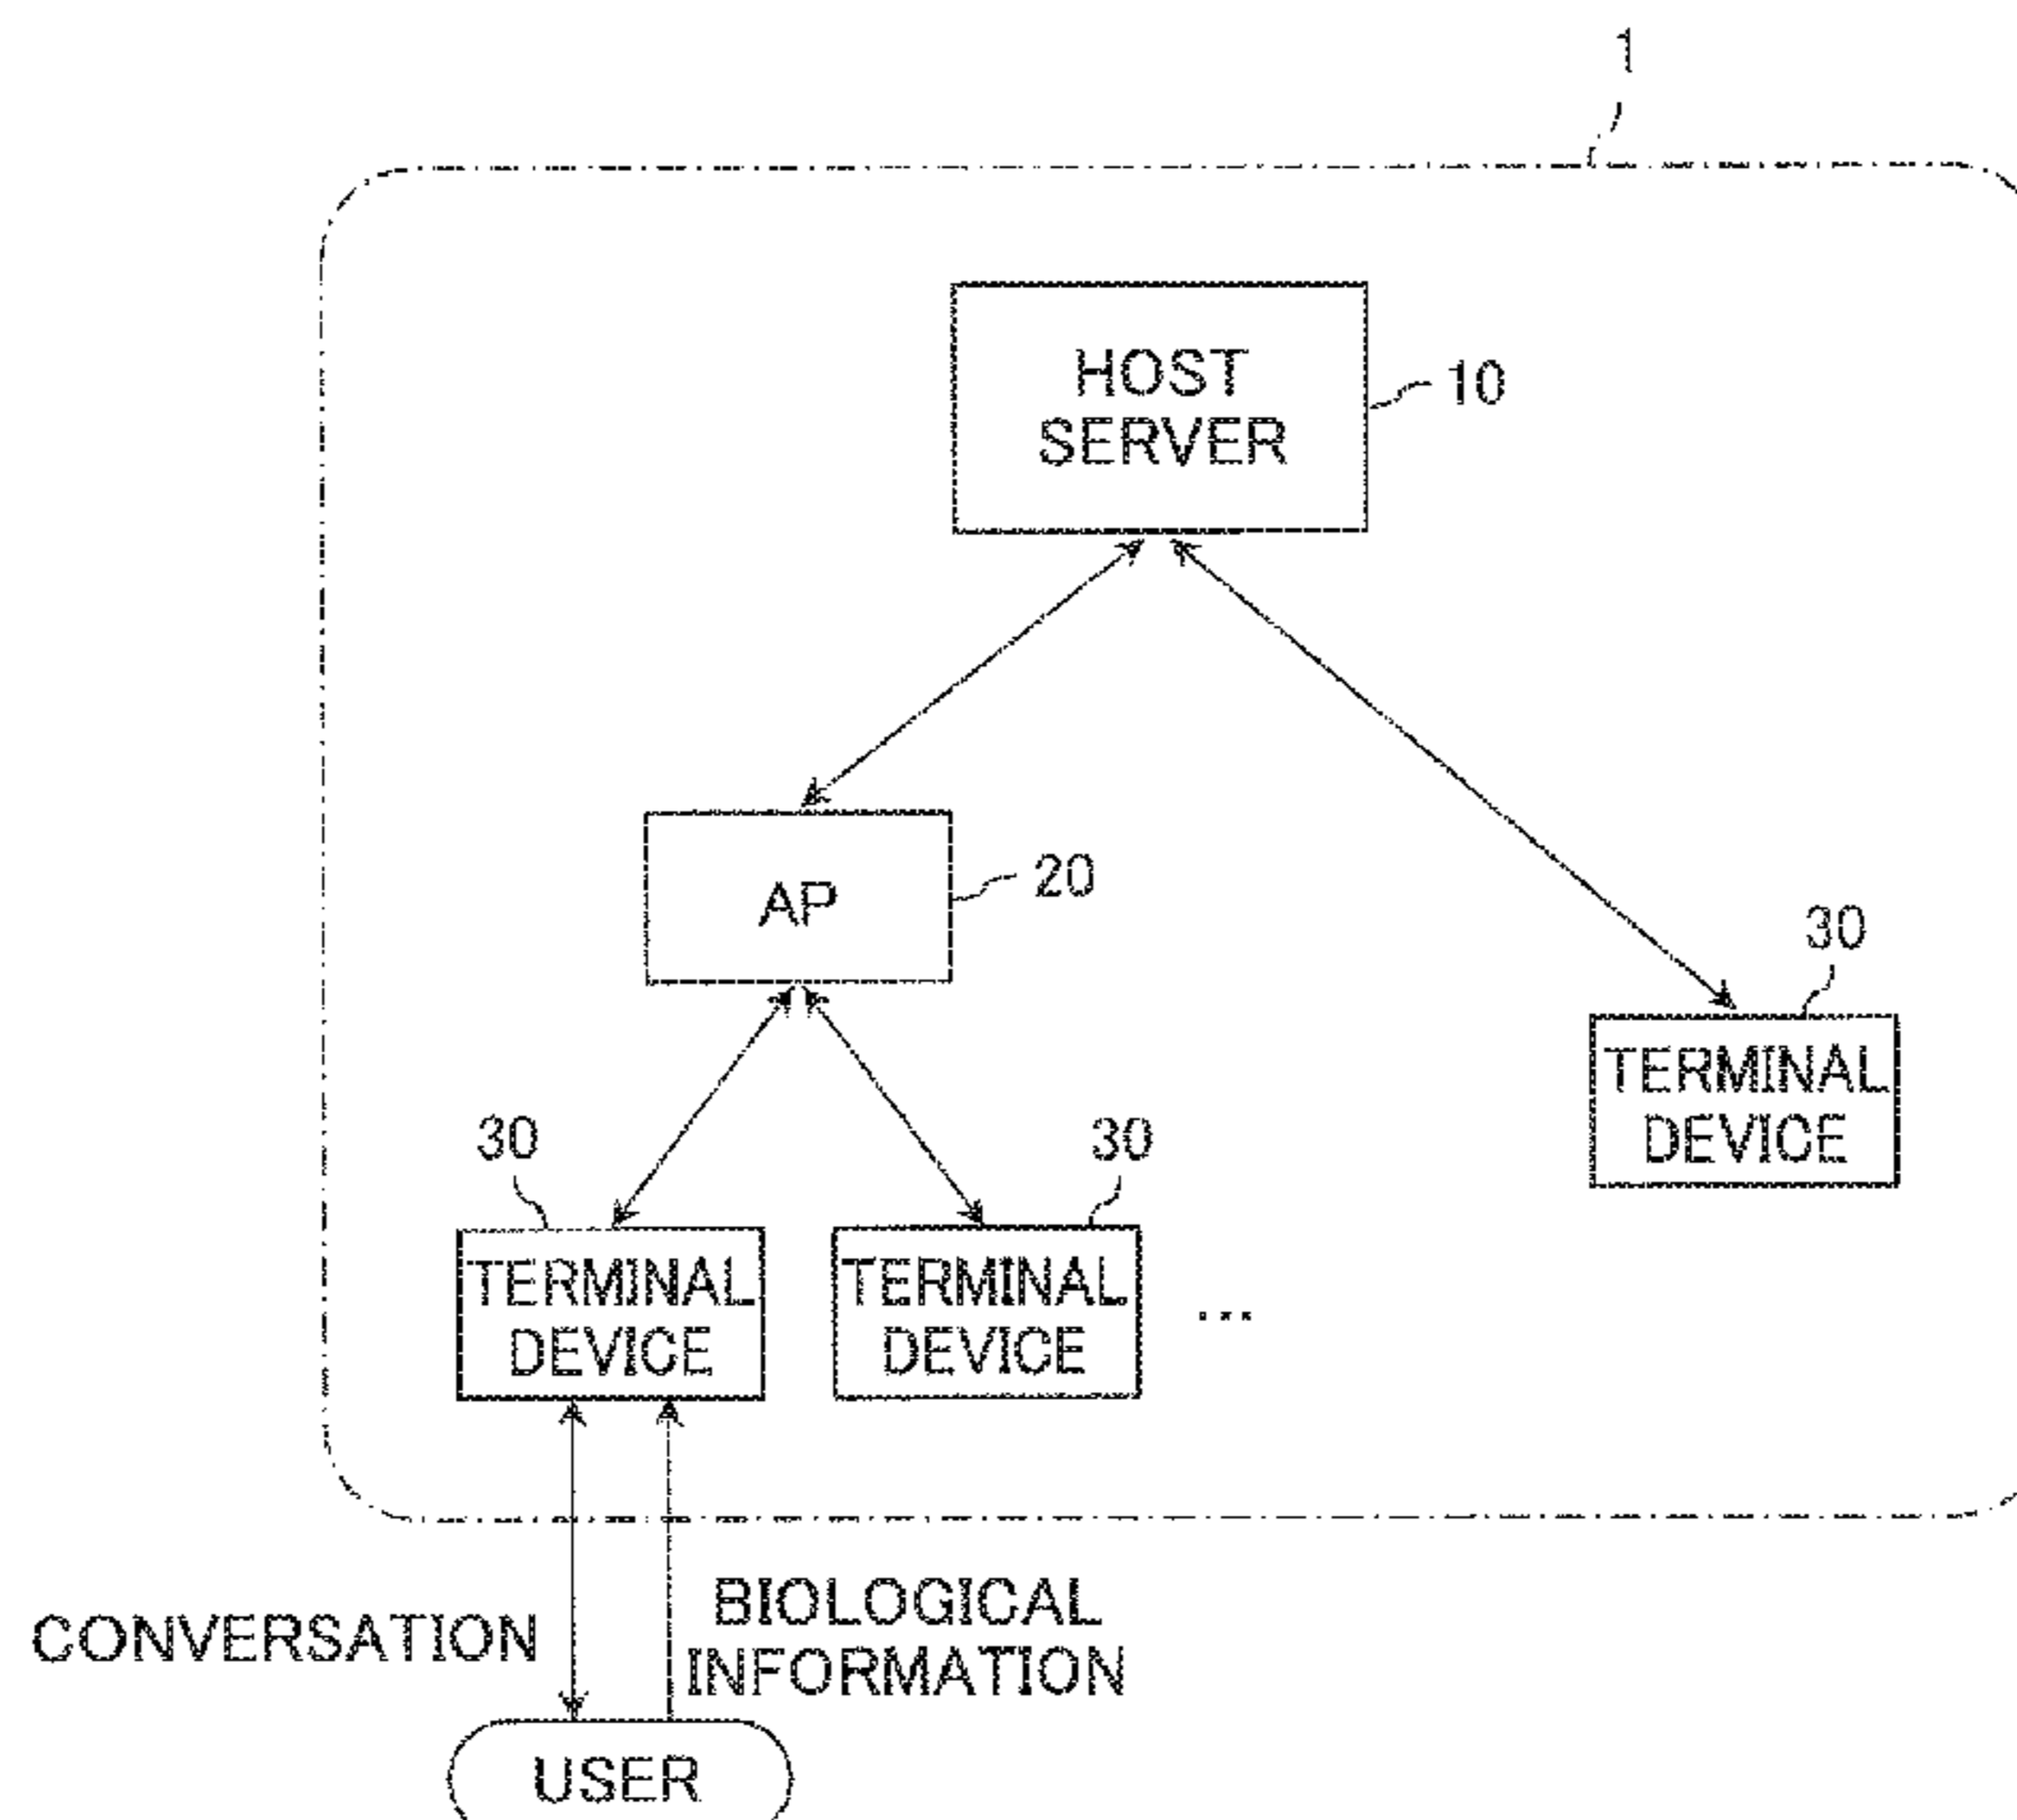 1
HOST
SERVER
10
AP
20
30
TERMINAL
DEVICE
30
30
TERMINAL
DEVICE
TERMINAL
DEVICE
...
CONVERSATION
BIOLOGICAL
INFORMATION
USER